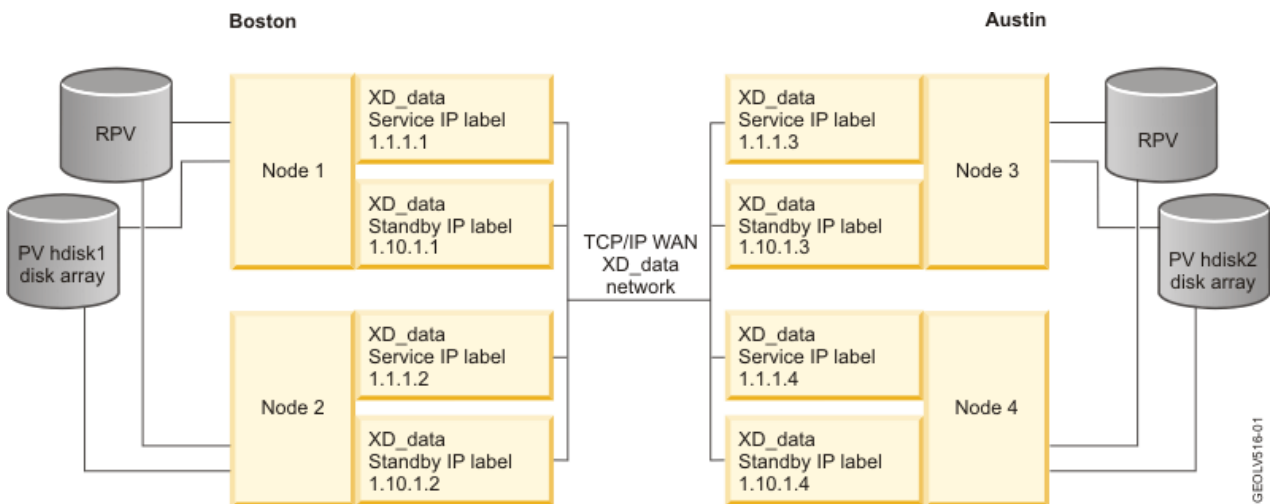 Boston
Austin
RPV
PV hdisk1
disk array
Node 1
XD_data
Service IP label
1.1.1.1
XD_data
Standby IP label
1.10.1.1
Node 2
XD_data
Service IP label
1.1.1.2
XD_data
Standby IP label
1.10.1.2
TCP/IP WAN
XD_data
network
XD_data
Service IP label
1.1.1.3
XD_data
Standby IP label
1.10.1.3
Node 3
XD_data
Service IP label
1.1.1.4
XD_data
Standby IP label
1.10.1.4
Node 4
RPV
PV hdisk2
disk array
GEOLV516-01